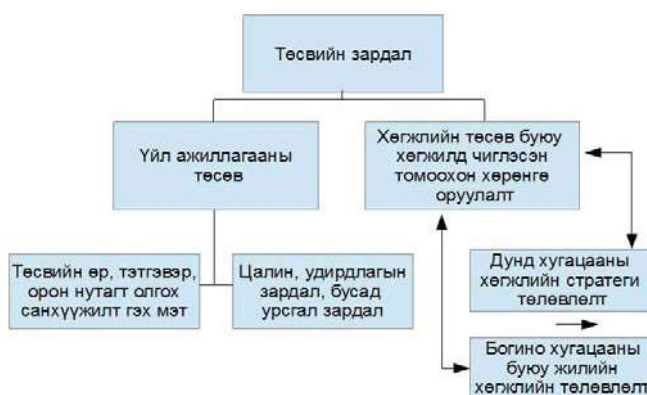 Төсвийн зардал
Үйл ажиллагааны
төсөв
Хөгжлийн төсөв буюу
хөгжилд чиглэсэн
томоохон хөрөнгө
оруулалт
Төсвийн өр, тэтгэвэр,
орон нутагт олгох
санхүүжилт гэх мэт
Цалин, удирдлагын
зардал, бусад
урсгал зардал
Дунд хугацааны
хөгжлийн стратеги
төлөвлөлт
Богино хугацааны
буюу жилийн
хөгжлийн төлөвлөлт